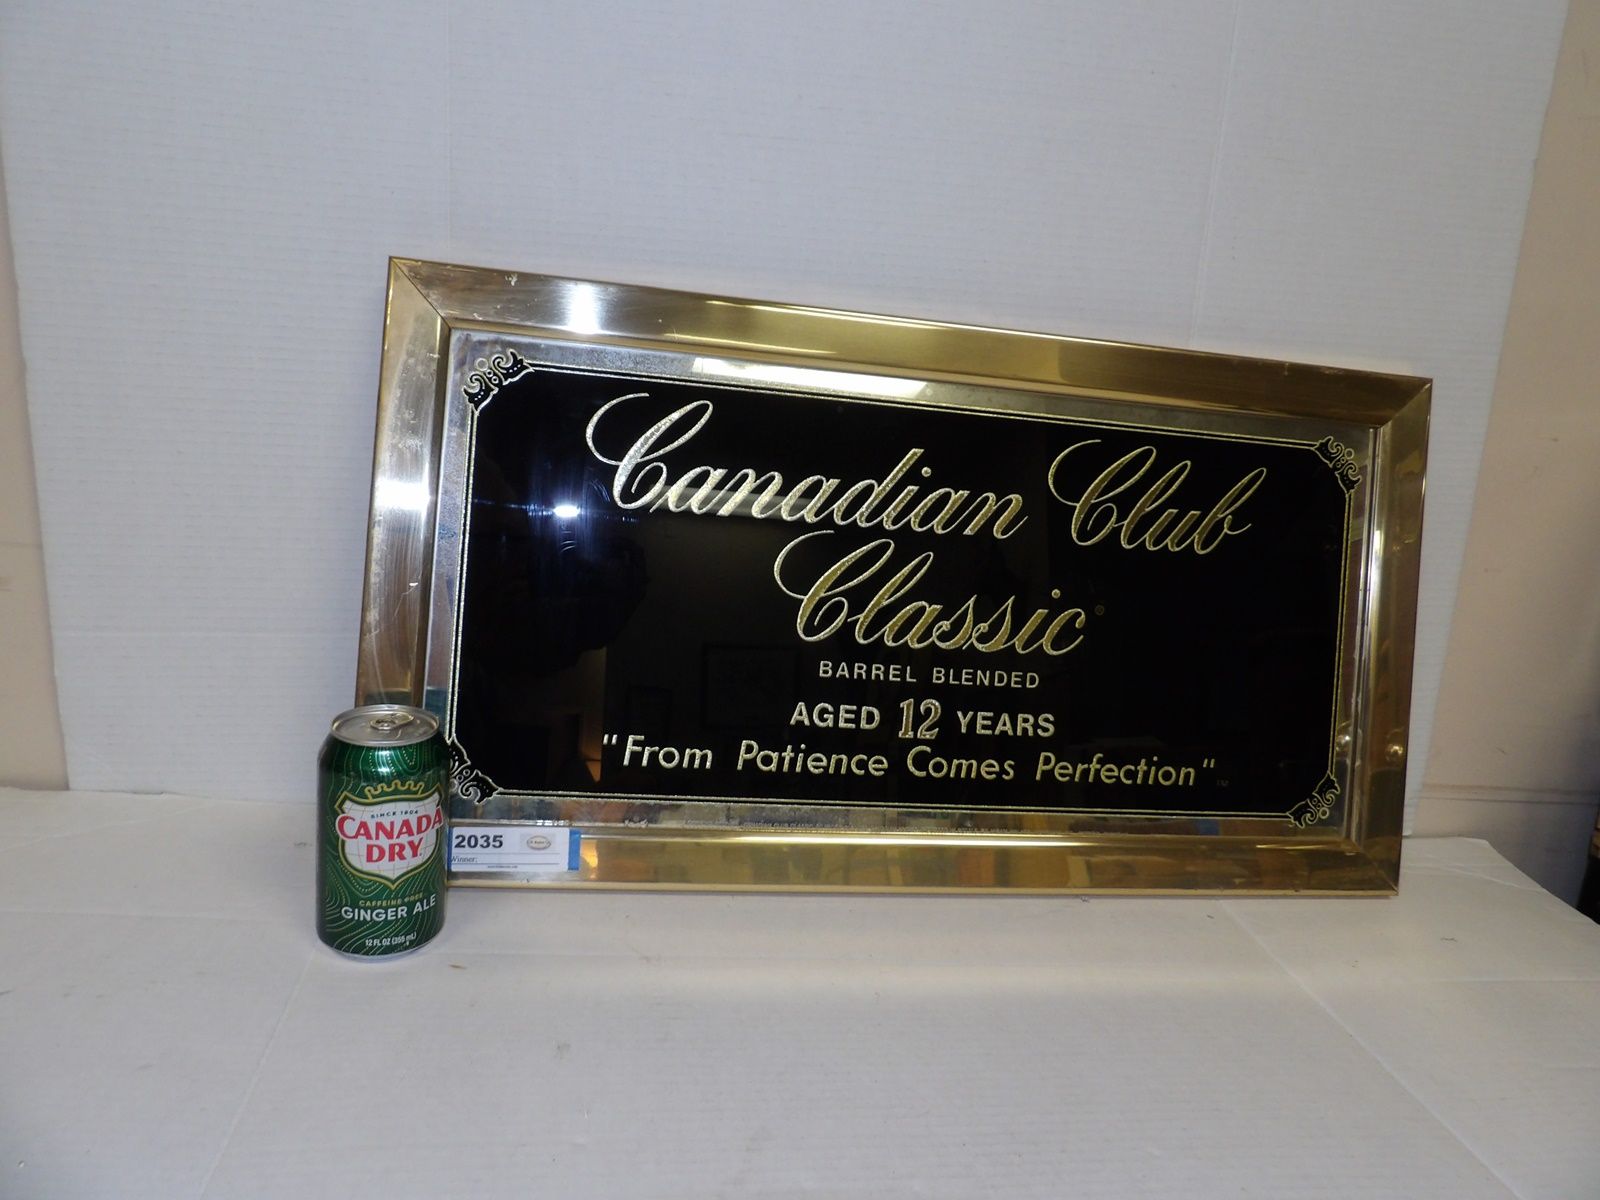 Canadian Club
Classic®
BARREL BLENDED
AGED 12 YEARS
"From Patience Comes Perfection"™
SINCE 1904
CANADA
DRY
CAFFEINE FREE
GINGER ALE
12 FL OZ (355 mL)
2035
Winner: